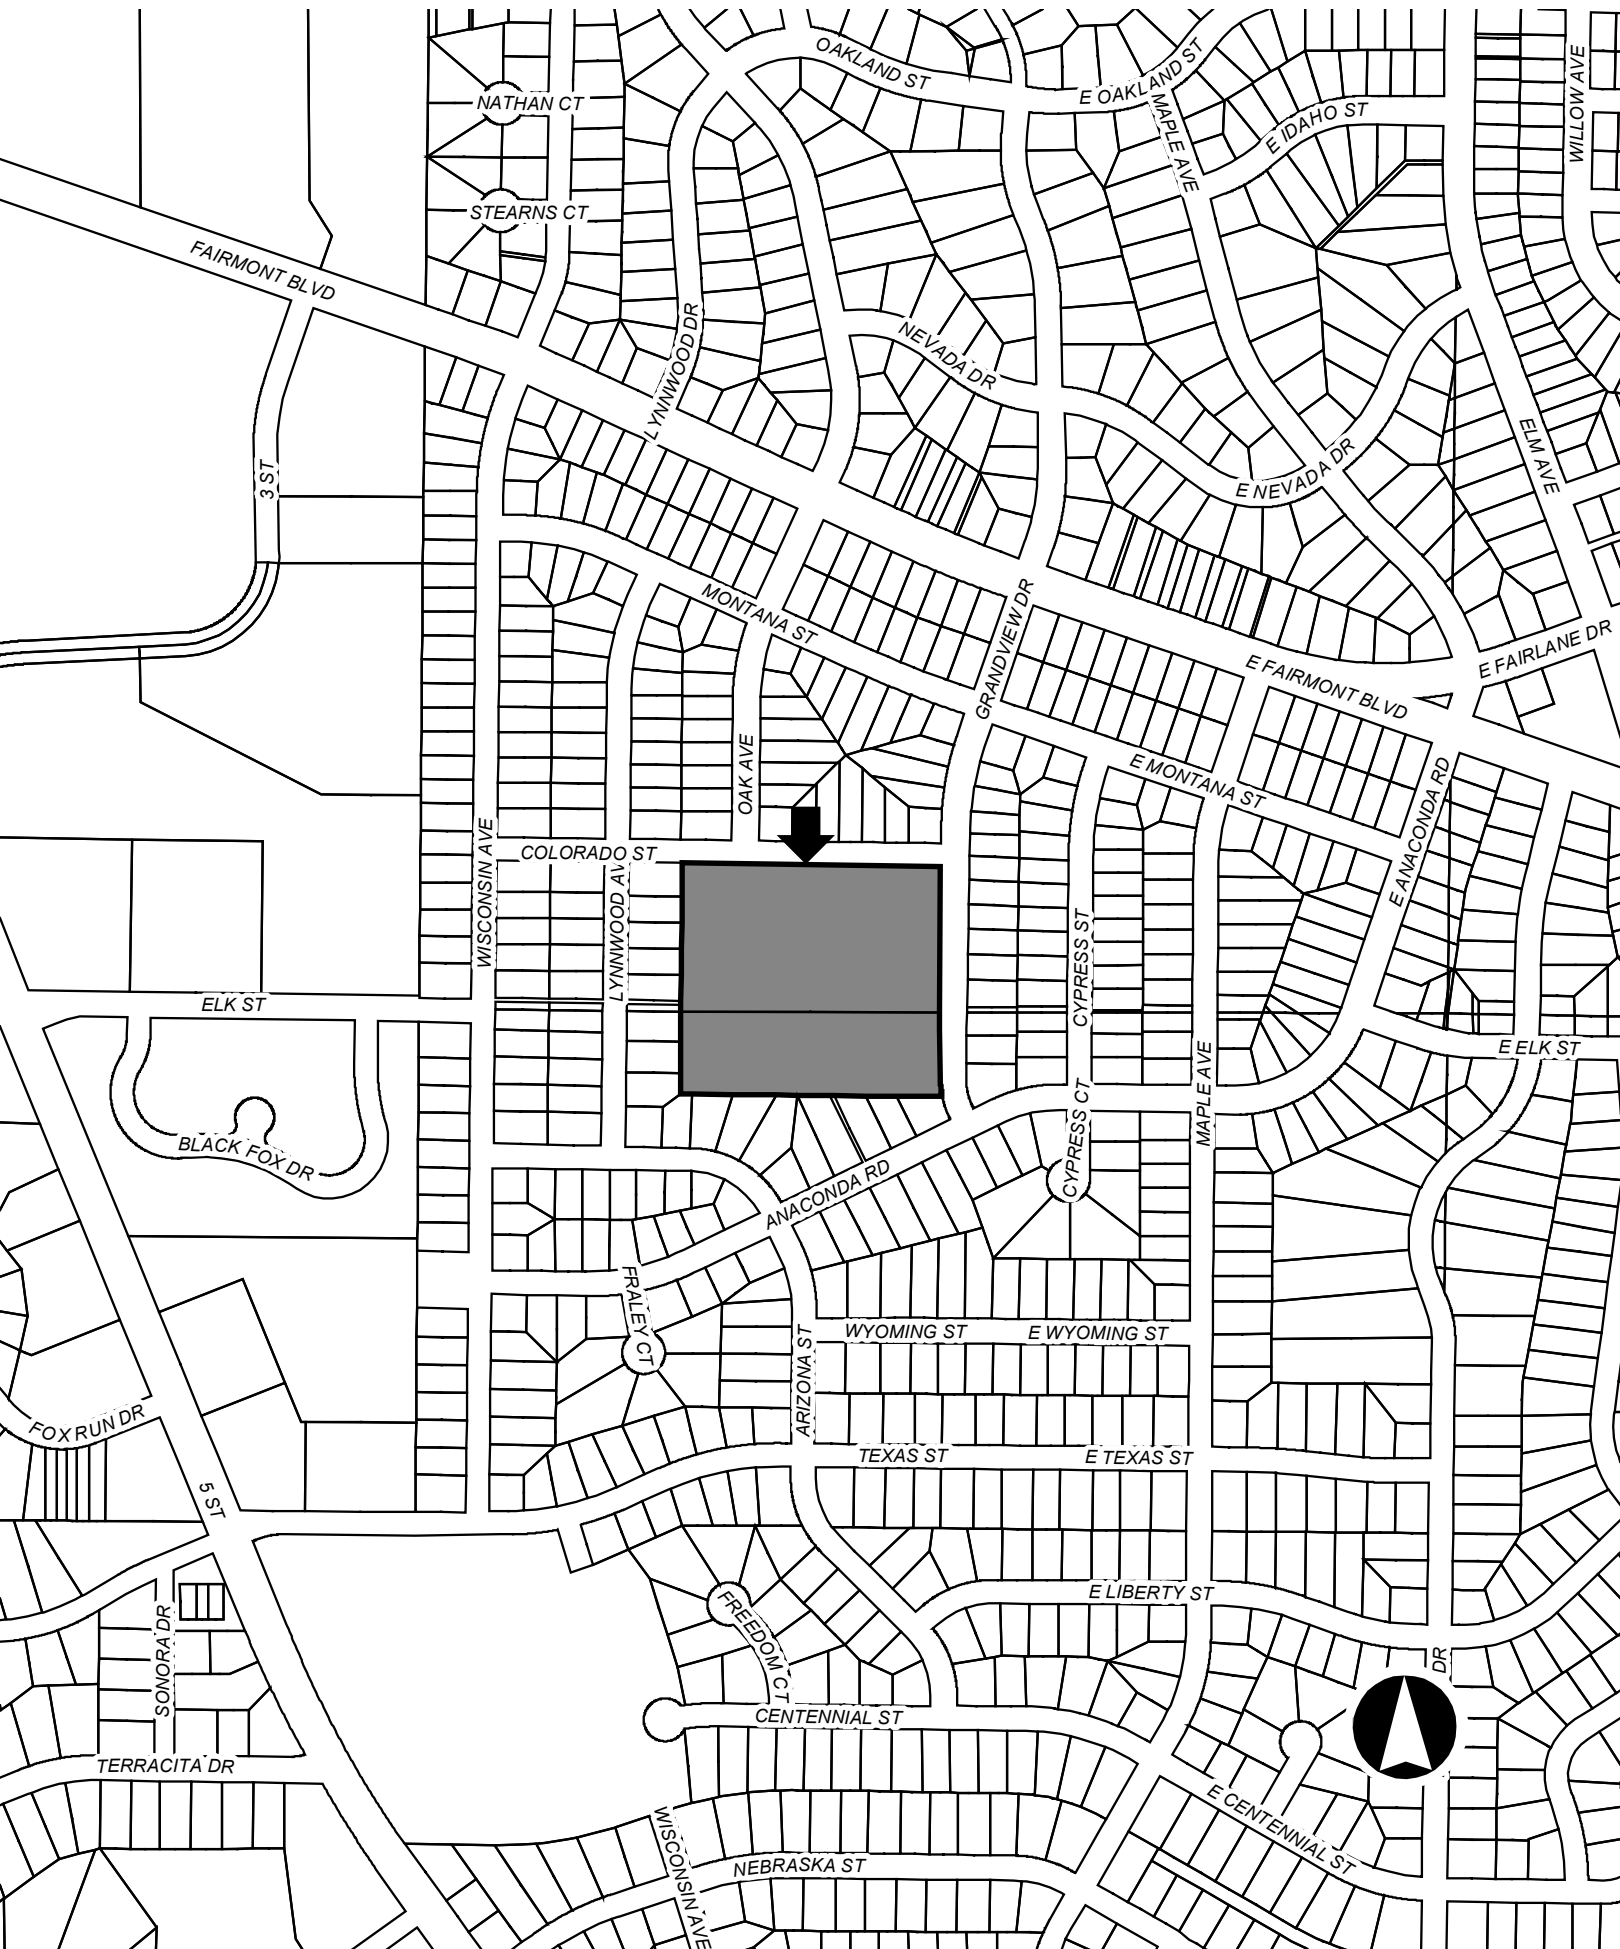 OAKLAND ST
E OAKLAND ST
WILLOW AVE
NATHAN CT
MAPLE AVE
E IDAHO ST
STEARNS CT
FAIRMONT BLVD
LYNNWOOD DR
NEVADA DR
3 ST
E NEVADA DR
ELM AVE
MONTANA ST
GRANDVIEW DR
E FAIRLANE DR
E FAIRMONT BLVD
OAK AVE
E MONTANA ST
E ANACONDA RD
COLORADO ST
WISCONSIN AVE
LYNNWOOD AV
CYPRESS ST
ELK ST
E ELK ST
MAPLE AVE
BLACK FOX DR
CYPRESS CT
ANACONDA RD
FRALEY CT
WYOMING ST
E WYOMING ST
ARIZONA ST
FOX RUN DR
TEXAS ST
E TEXAS ST
5 ST
E LIBERTY ST
FREEDOM CT
SONORA DR
DR
CENTENNIAL ST
TERRACITA DR
E CENTENNIAL ST
WISCONSIN AVE
NEBRASKA ST